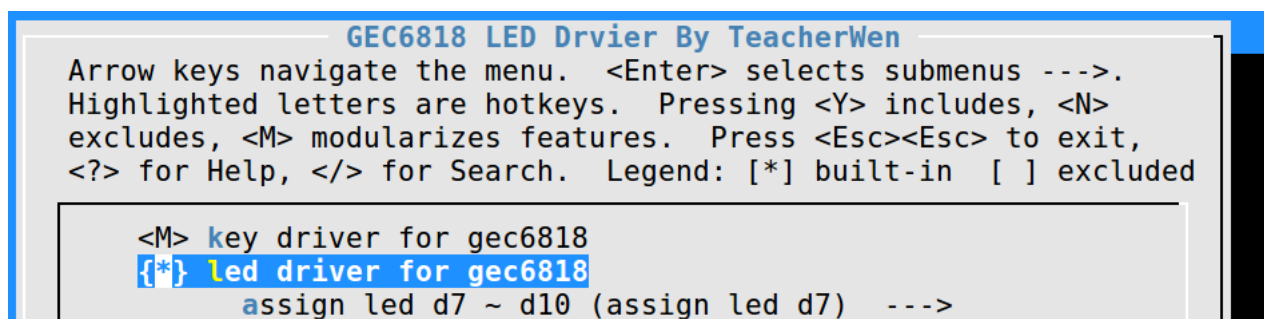 GEC6818 LED Drvier By TeacherWen
Arrow keys navigate the menu.  <Enter> selects submenus --->.
Highlighted letters are hotkeys.  Pressing <Y> includes, <N>
excludes, <M> modularizes features.  Press <Esc><Esc> to exit,
<?> for Help, </> for Search.  Legend: [*] built-in  [ ] excluded
<M> key driver for gec6818
{*} led driver for gec6818
assign led d7 ~ d10 (assign led d7)  --->